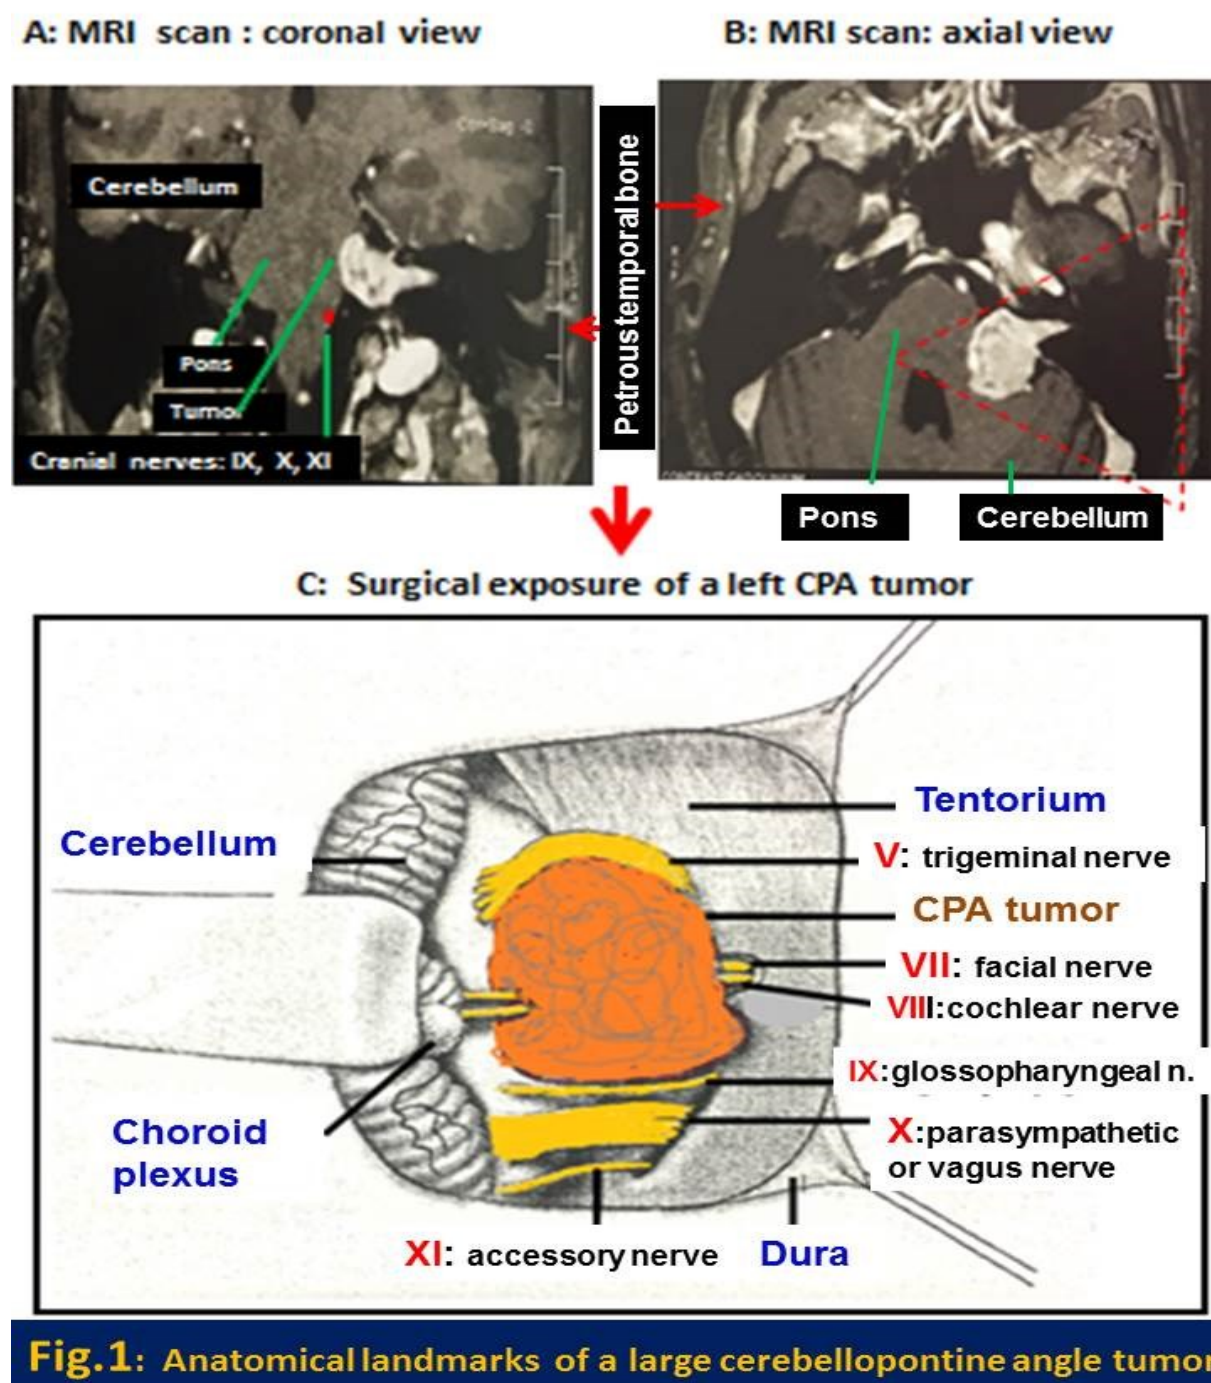 A: MRI scan : coronal view
B: MRI scan: axial view
Cerebellum
Pons
Tumor
Cranial nerves: IX, X, XI
Petroustemporal bone
CONTRAST GADOLINIUM
Pons
Cerebellum
C: Surgical exposure of a left CPA tumor
Cerebellum
Choroid
plexus
Tentorium
V: trigeminal nerve
CPA tumor
VII: facial nerve
VIII:cochlear nerve
IX:glossopharyngeal n.
X:parasympathetic
or vagus nerve
XI: accessory nerve
Dura
Fig.1: Anatomical landmarks of a large cerebellopontine angle tumor